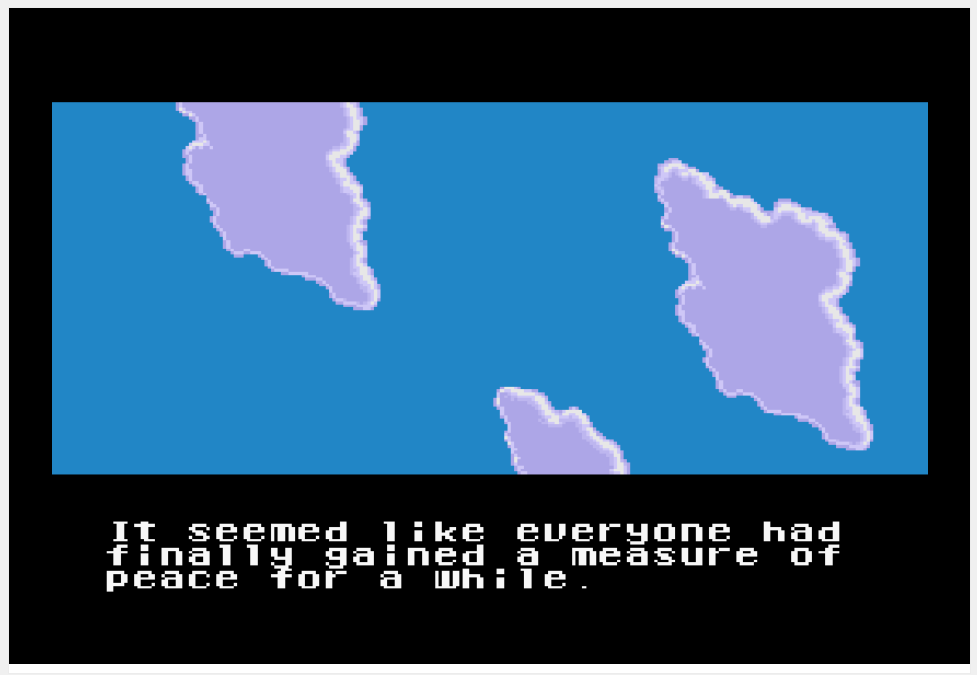 It seemed like everyone had
finally gained a measure of
peace for a while.